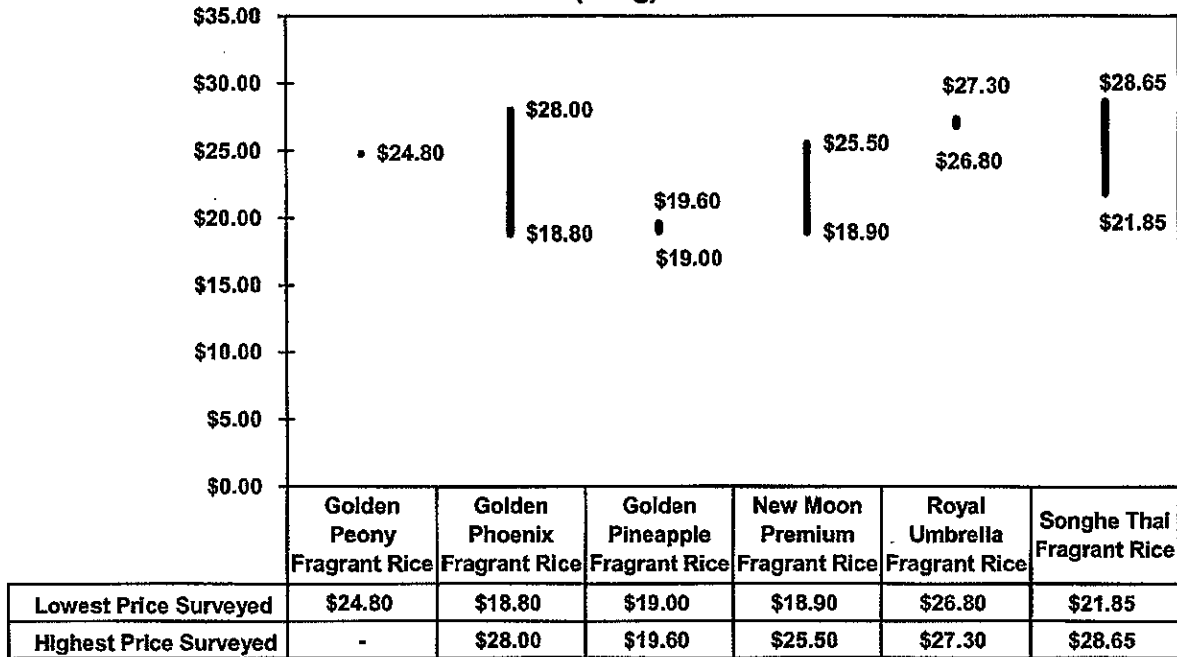 $35.00
$30.00
$25.00
$20.00
$15.00
$10.00
$5.00
$0.00
$24.80
$28.00
$18.80
$19.60
$19.00
$25.50
$18.90
$27.30
$26.80
$28.65
$21.85
Golden Peony Fragrant Rice
Golden Phoenix Fragrant Rice
Golden Pineapple Fragrant Rice
New Moon Premium Fragrant Rice
Royal Umbrella Fragrant Rice
Songhe Thai Fragrant Rice
Lowest Price Surveyed $24.80 $18.80 $19.00 $18.90 $26.80 $21.85
Highest Price Surveyed - $28.00 $19.60 $25.50 $27.30 $28.65